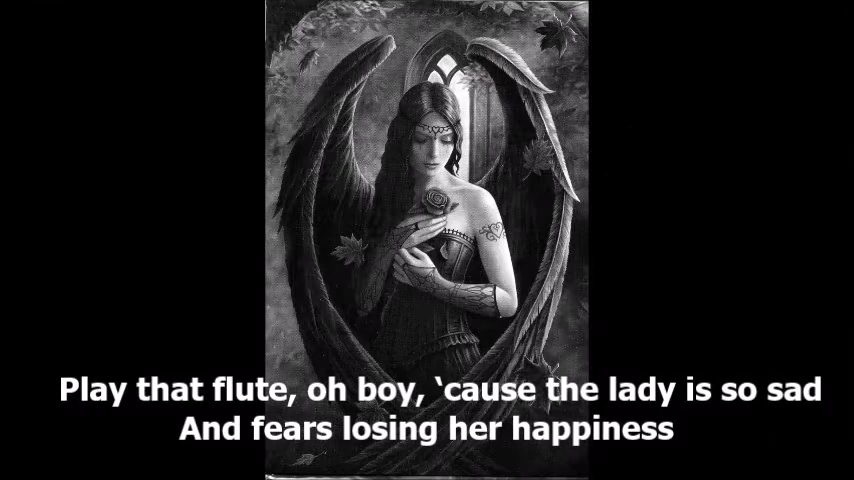 Play that flute, oh boy, ‘cause the lady is so sad
And fears losing her happiness